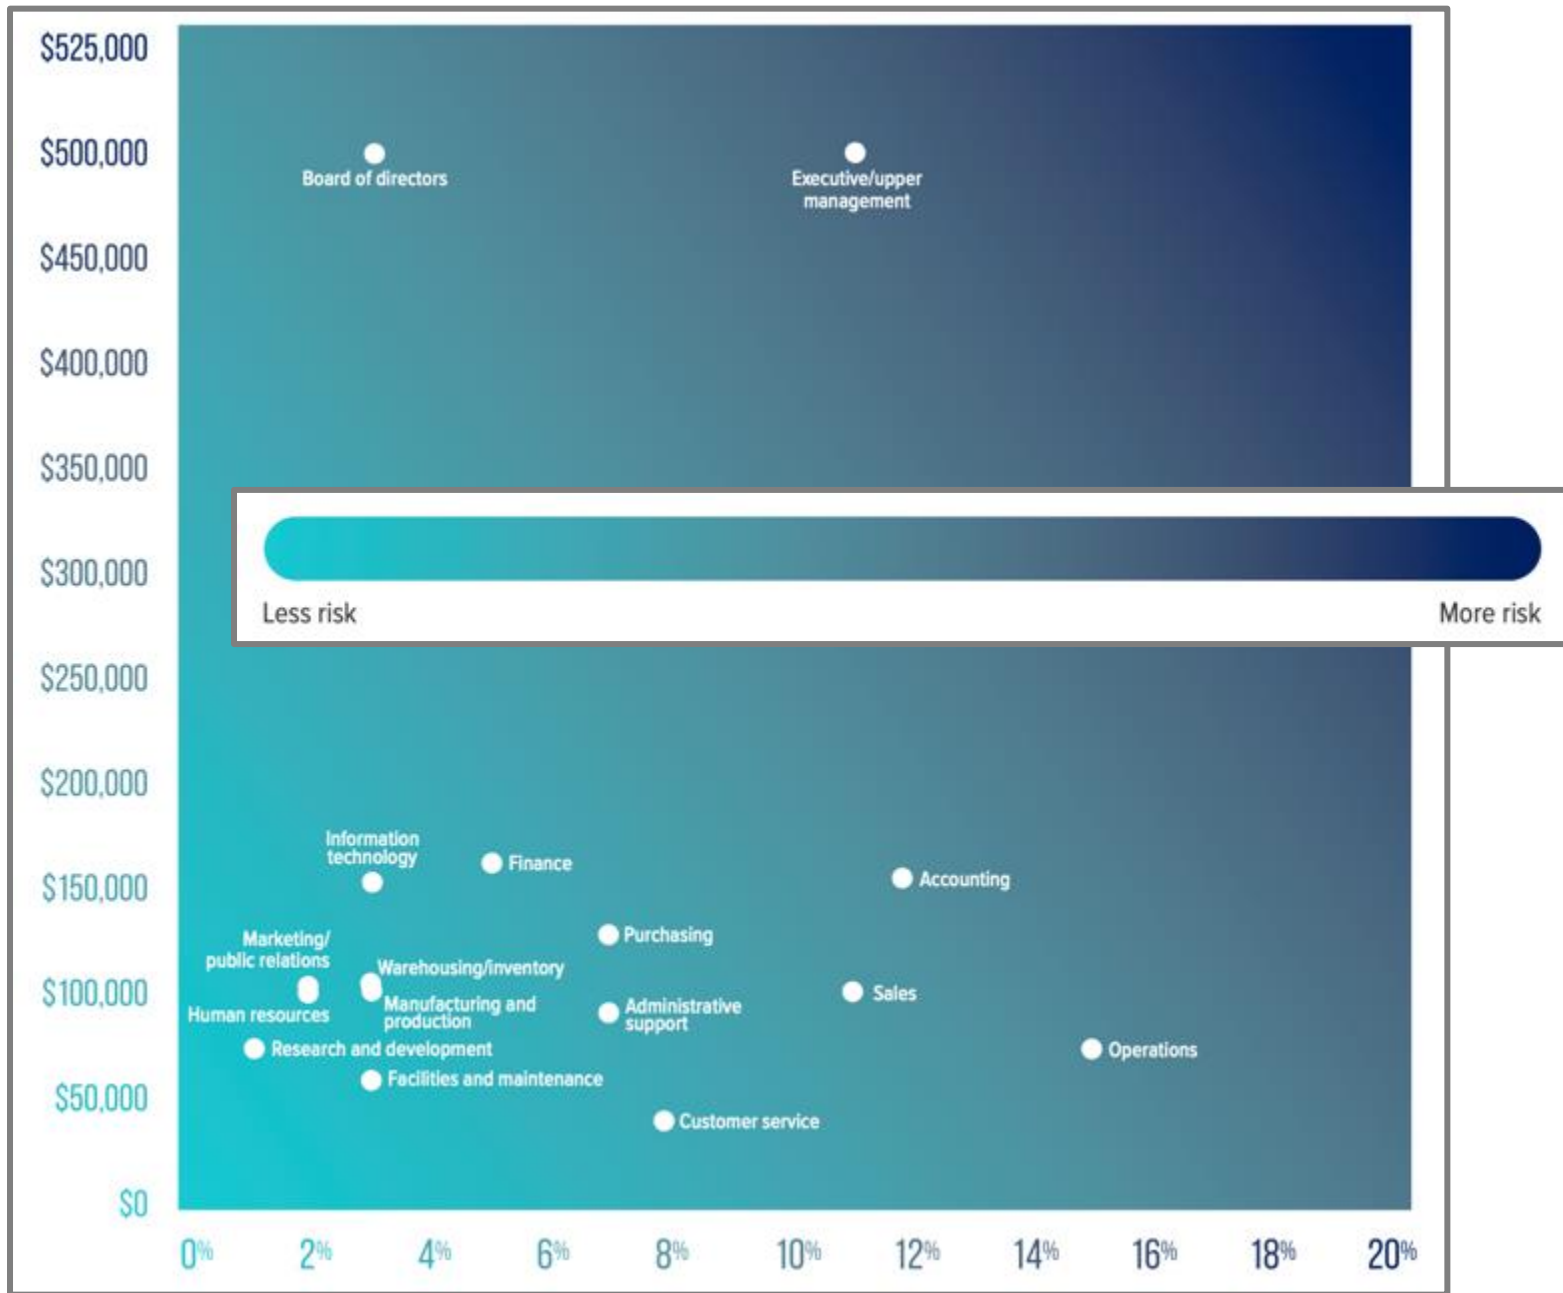 $525,000
$500,000
Board of directors
Executive/upper
management
$450,000
$400,000
$350,000
$300,000
Less risk
More risk
$250,000
$200,000
Information
technology
Finance
$150,000
Accounting
Purchasing
Marketing/
public relations
Warehousing/inventory
$100,000
Sales
Manufacturing and
production
Administrative
support
Human resources
Research and development
Operations
Facilities and maintenance
$50,000
Customer service
$0
0% 2% 4% 6% 8% 10% 12% 14% 16% 18% 20%